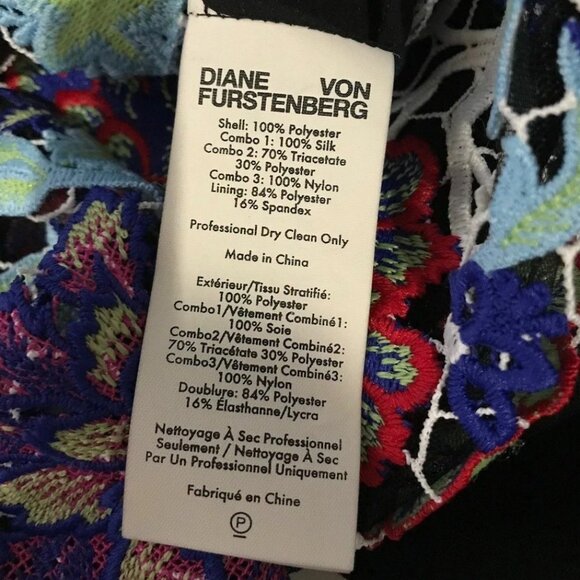 DIANE VON
FURSTENBERG
Shell: 100% Polyester
Combo 1: 100% Silk
Combo 2: 70% Triacetate
30% Polyester
Combo 3: 100% Nylon
Lining: 84% Polyester
16% Spandex
Professional Dry Clean Only
Made in China
Extérieur/Tissu Stratifié:
100% Polyester
Combo1/Vêtement Combiné1:
100% Soie
Combo2/Vêtement Combiné2:
70% Triacétate 30% Polyester
Combo3/Vêtement Combiné3:
100% Nylon
Doublure: 84% Polyester
16% Élasthanne/Lycra
Nettoyage À Sec Professionnel
Seulement / Nettoyage À Sec
Par Un Professionnel Uniquement
Fabriqué en Chine
P